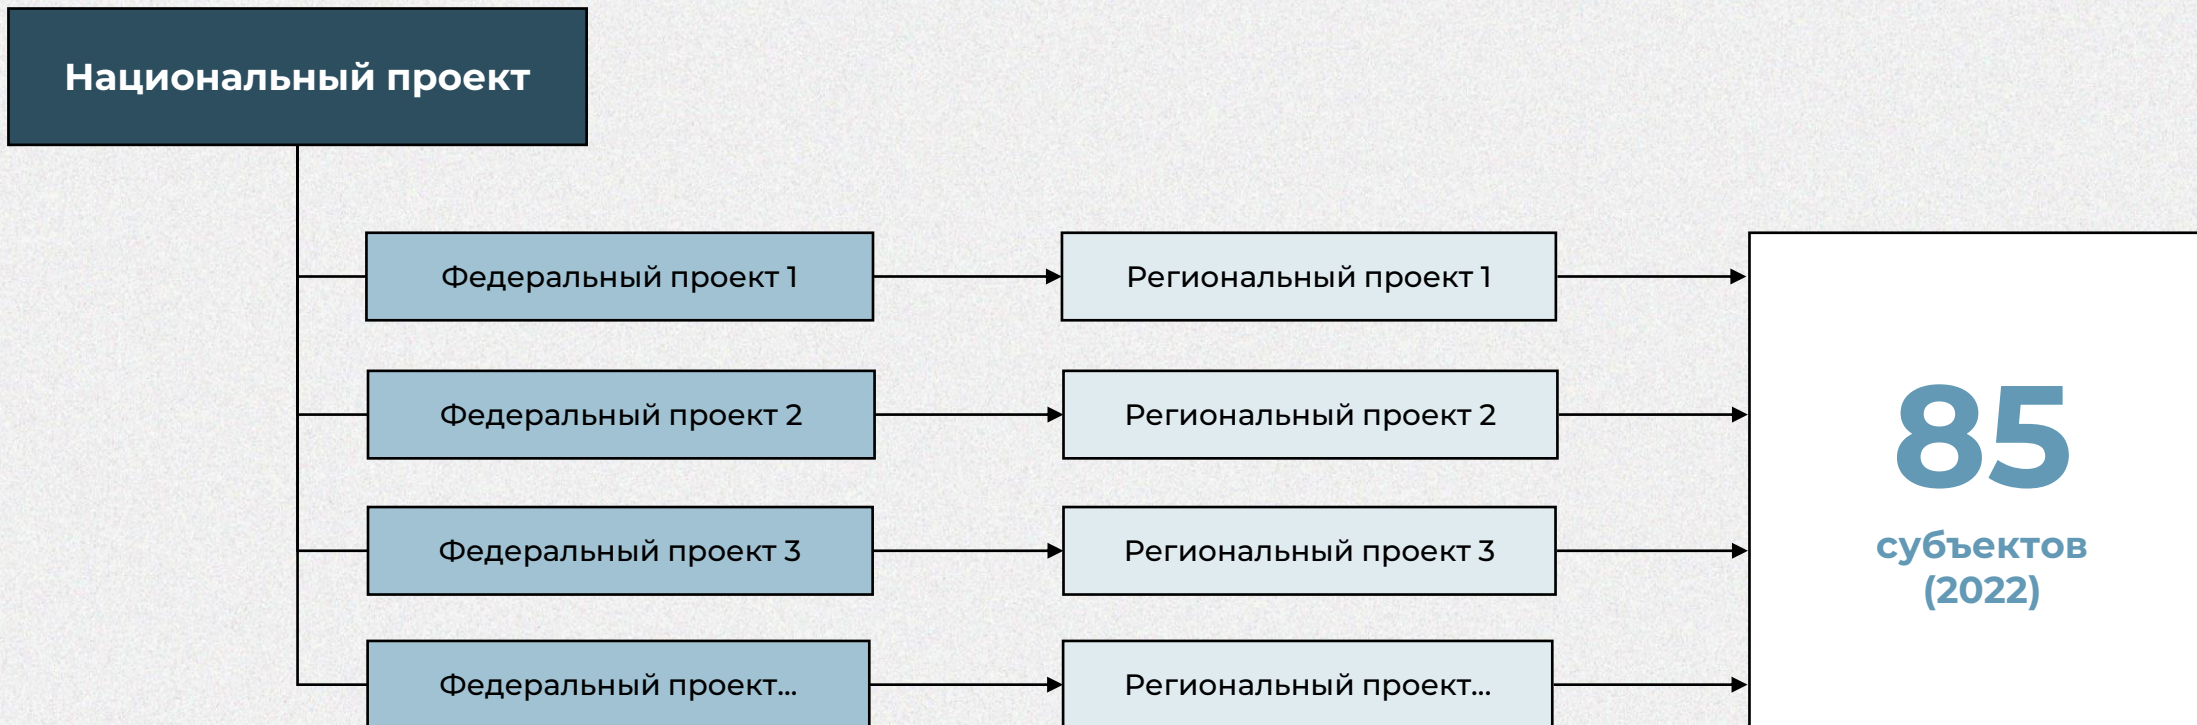 Национальный проект
Федеральный проект 1
Региональный проект 1
Федеральный проект 2
Региональный проект 2
Федеральный проект 3
Региональный проект 3
Федеральный проект...
Региональный проект...
85
субъектов
(2022)